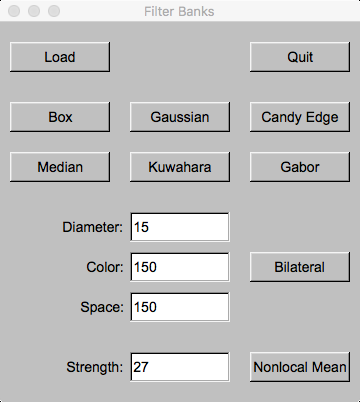 Filter Banks
Load Quit
Box Gaussian Candy Edge
Median Kuwahara Gabor
Diameter: 15
Color: 150 Bilateral
Space: 150
Strength: 27 Nonlocal Mean